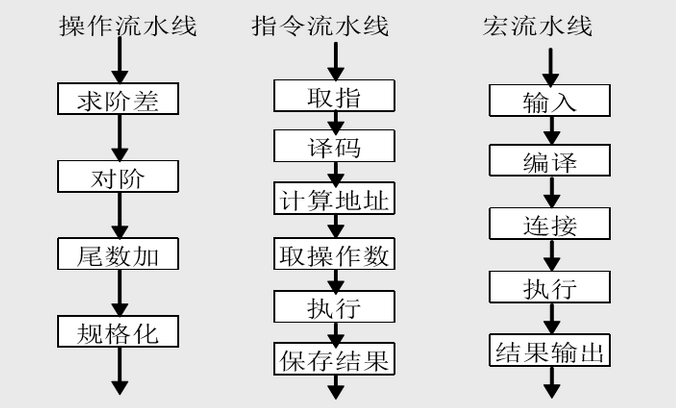 操作流水线
求阶差
对阶
尾数加
规格化
指令流水线
取指
译码
计算地址
取操作数
执行
保存结果
宏流水线
输入
编译
连接
执行
结果输出